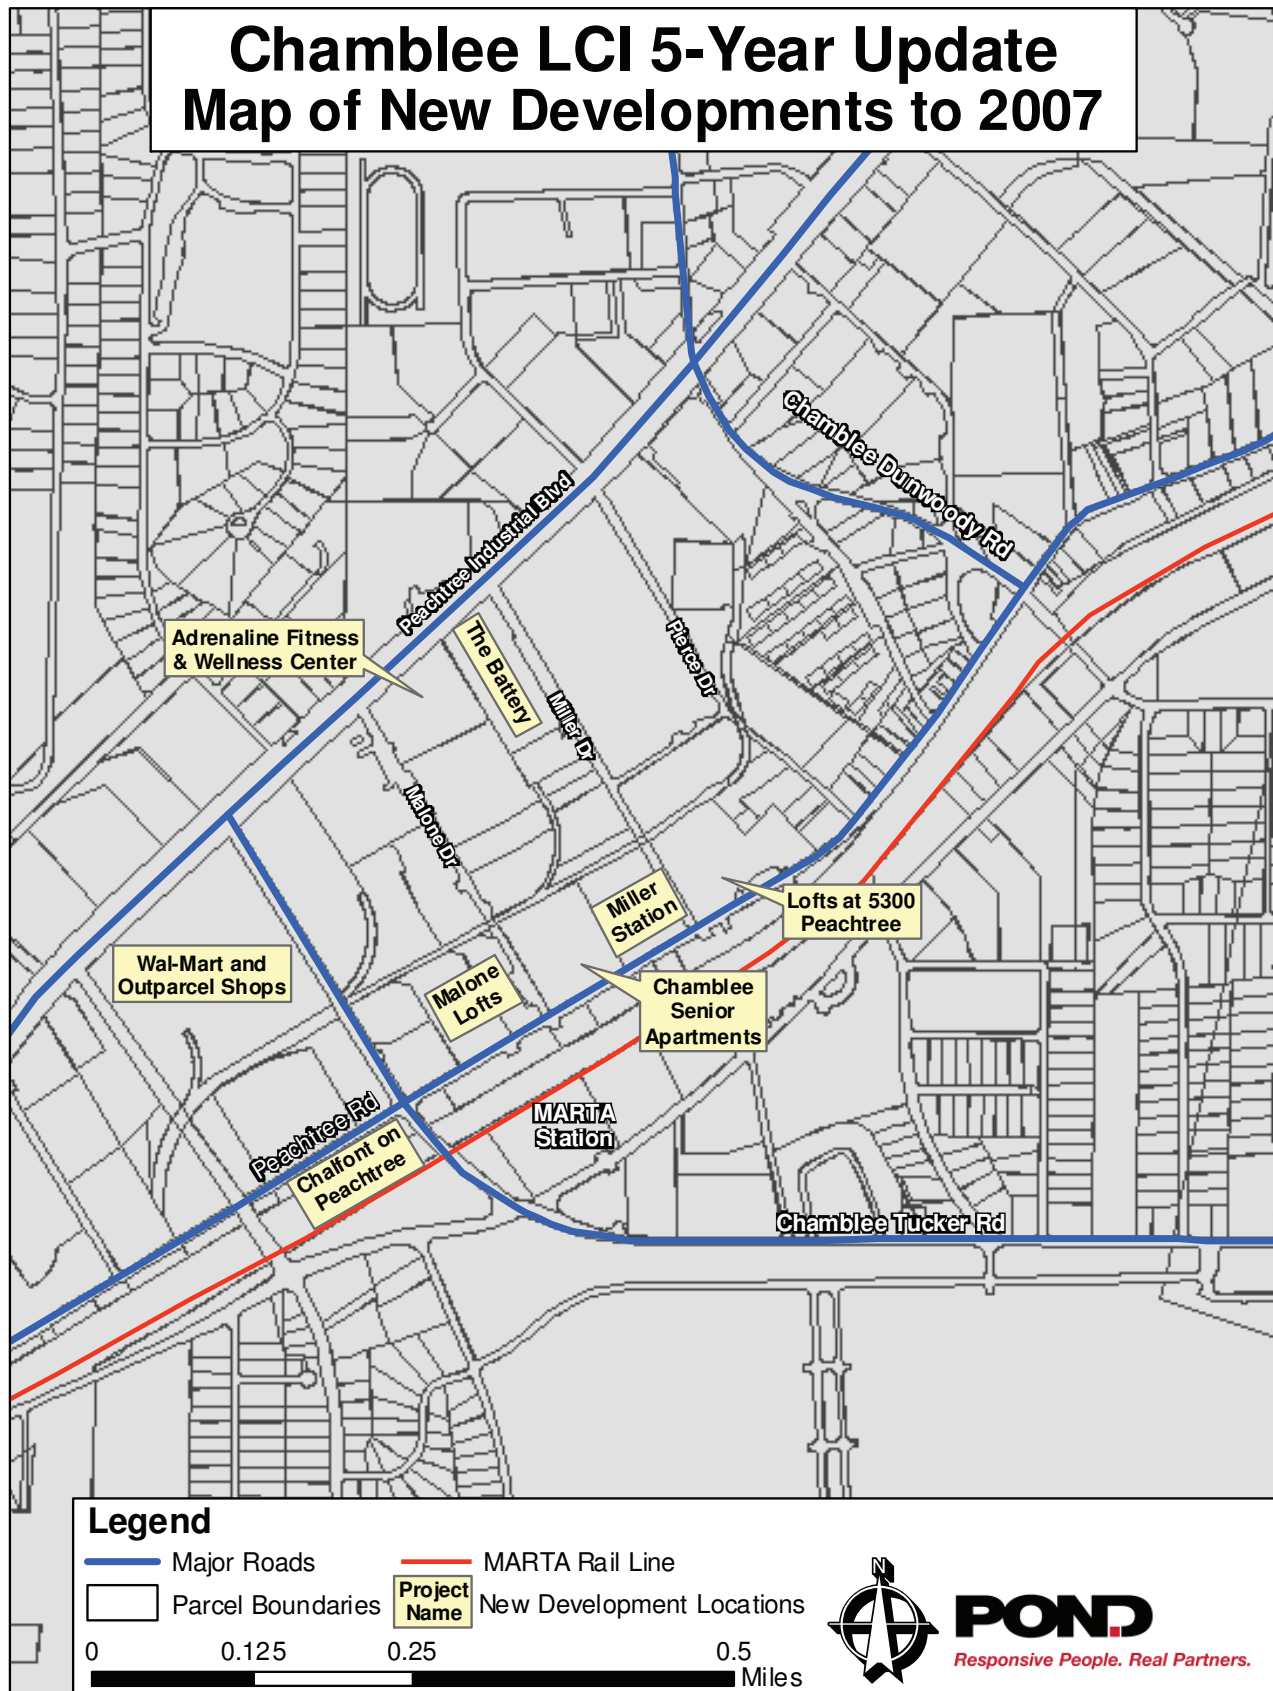 Chamblee LCI 5-Year Update
Map of New Developments to 2007
Chamblee Dunwoody Rd
Peachtree Industrial Blvd
Adrenaline Fitness
& Wellness Center
The Battery
Pierce Dr
Miller Dr
Malone Dr
Miller
Station
Lofts at 5300
Peachtree
Wal-Mart and
Outparcel Shops
Malone
Lofts
Chamblee
Senior
Apartments
Peachtree Rd
MARTA
Station
Chalfont on
Peachtree
Chamblee Tucker Rd
Legend
Major Roads
MARTA Rail Line
Parcel Boundaries
Project
Name
New Development Locations
0 0.125 0.25 0.5
Miles
N
POND
Responsive People. Real Partners.